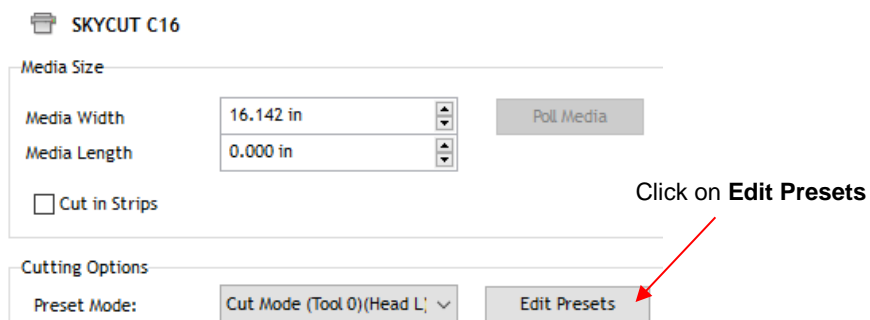 SKYCUT C16
Media Size
Media Width 16.142 in Poll Media
Media Length 0.000 in
Cut in Strips
Click on Edit Presets
Cutting Options
Preset Mode: Cut Mode (Tool 0)(Head L) Edit Presets